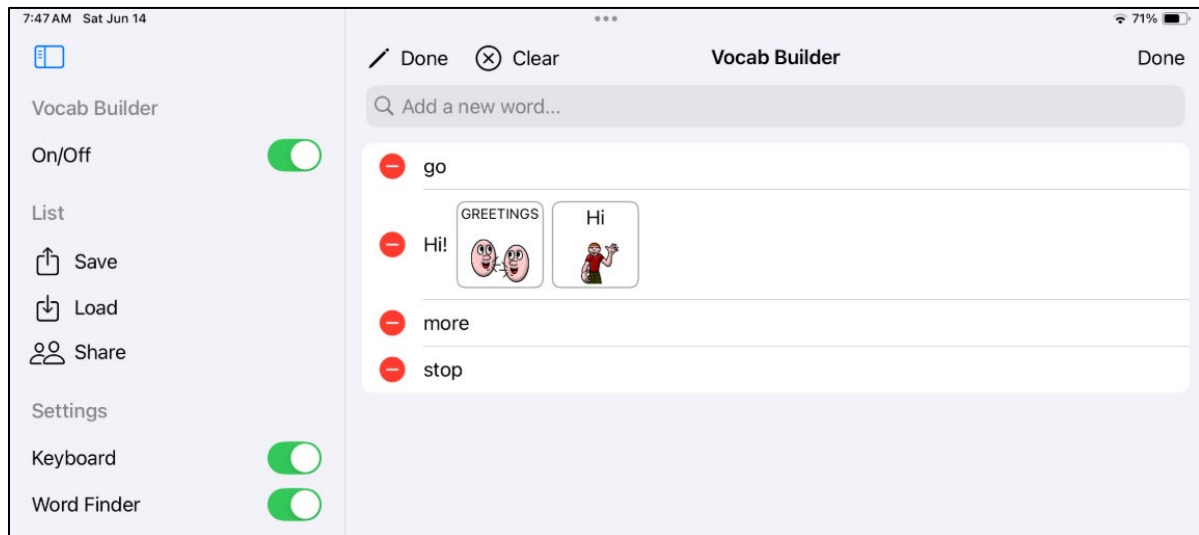 7:47 AM Sat Jun 14
71%
Vocab Builder
On/Off
List
Save
Load
Share
Settings
Keyboard
Word Finder
Done
Clear
Vocab Builder
Done
Add a new word...
go
Hi!
GREETINGS
Hi
more
stop